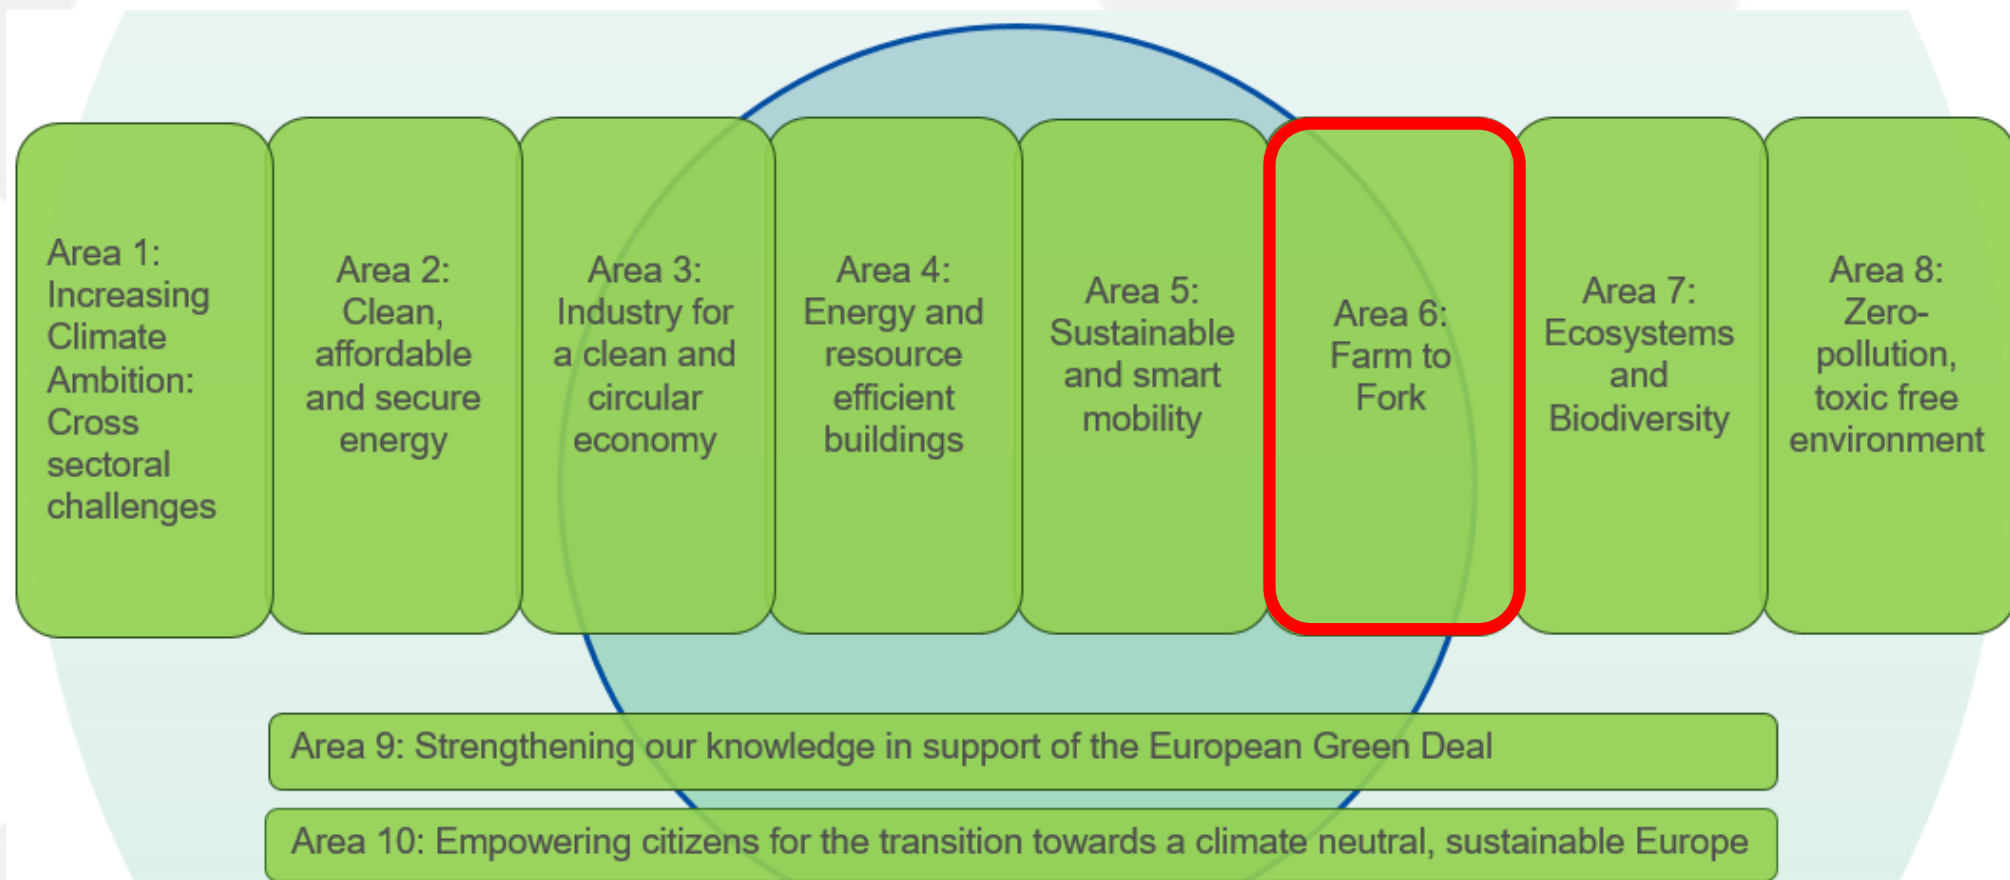 Area 1:
Increasing
Climate
Ambition:
Cross
sectoral
challenges
Area 2:
Clean,
affordable
and secure
energy
Area 3:
Industry for
a clean and
circular
economy
Area 4:
Energy and
resource
efficient
buildings
Area 5:
Sustainable
and smart
mobility
Area 6:
Farm to
Fork
Area 7:
Ecosystems
and
Biodiversity
Area 8:
Zero-
pollution,
toxic free
environment
Area 9: Strengthening our knowledge in support of the European Green Deal
Area 10: Empowering citizens for the transition towards a climate neutral, sustainable Europe